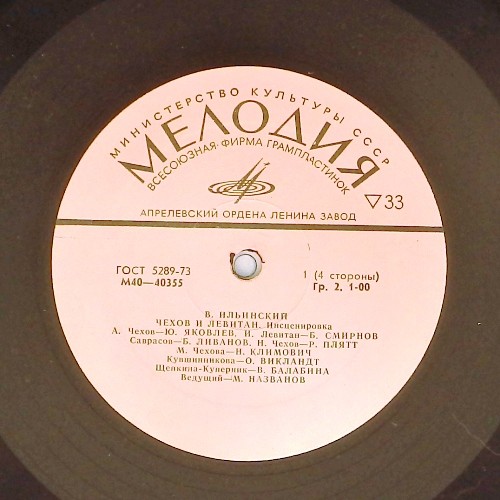 МИНИСТЕРСТВО КУЛЬТУРЫ СССР
МЕЛОДИЯ
ВСЕСОЮЗНАЯ ФИРМА ГРАМПЛАСТИНОК
▽33
АПРЕЛЕВСКИЙ ОРДЕНА ЛЕНИНА ЗАВОД
ГОСТ 5289-73
М40—40355
1 (4 стороны)
Гр. 2. 1-00
В. ИЛЬИНСКИЙ
ЧЕХОВ И ЛЕВИТАН. Инсценировка
А. Чехов—Ю. ЯКОВЛЕВ, И. Левитан—Б. СМИРНОВ
Саврасов—Б. ЛИВАНОВ, Н. Чехов—Р. ПЛЯТТ
М. Чехова—Н. КЛИМОВИЧ
Кувшинникова—О. ВИКЛАНДТ
Щепкина-Куперник—В. БАЛАБИНА
Ведущий—М. НАЗВАНОВ